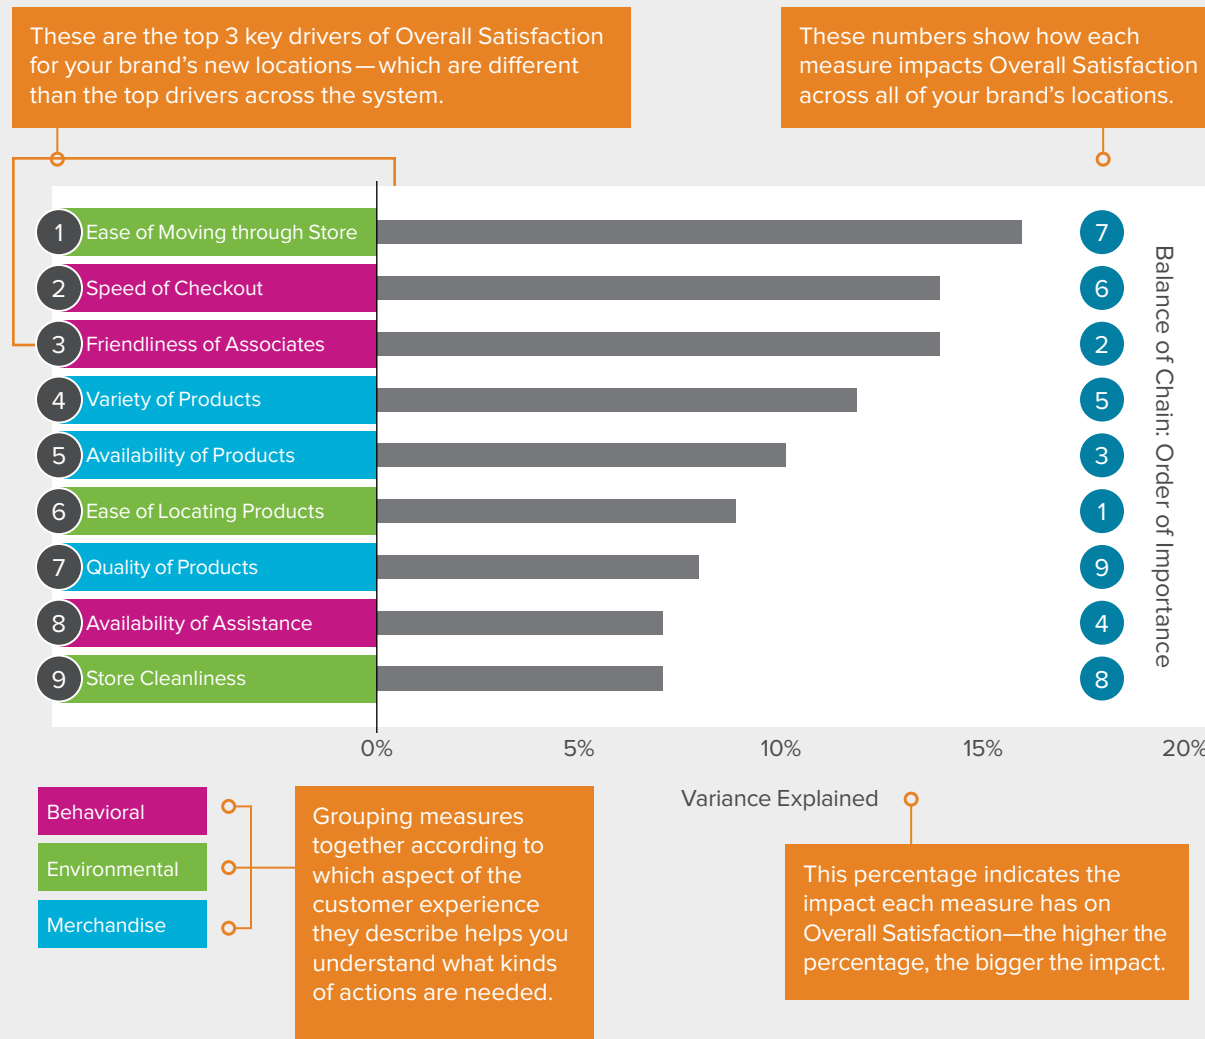 These are the top 3 key drivers of Overall Satisfaction
for your brand’s new locations—which are different
than the top drivers across the system.
These numbers show how each
measure impacts Overall Satisfaction
across all of your brand’s locations.
1 Ease of Moving through Store 7
2 Speed of Checkout 6
3 Friendliness of Associates 2
4 Variety of Products 5
5 Availability of Products 3
6 Ease of Locating Products 1
7 Quality of Products 9
8 Availability of Assistance 4
9 Store Cleanliness 8
Balance of Chain: Order of Importance
0% 5% 10% 15% 20%
Variance Explained
Behavioral
Environmental
Merchandise
Grouping measures
together according to
which aspect of the
customer experience
they describe helps you
understand what kinds
of actions are needed.
This percentage indicates the
impact each measure has on
Overall Satisfaction—the higher the
percentage, the bigger the impact.